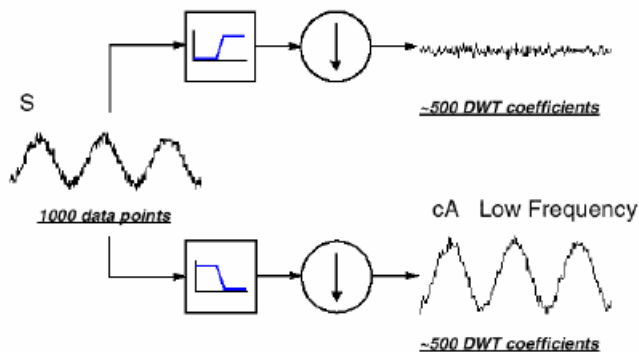 S
~500 DWT coefficients
1000 data points
cA Low Frequency
~500 DWT coefficients